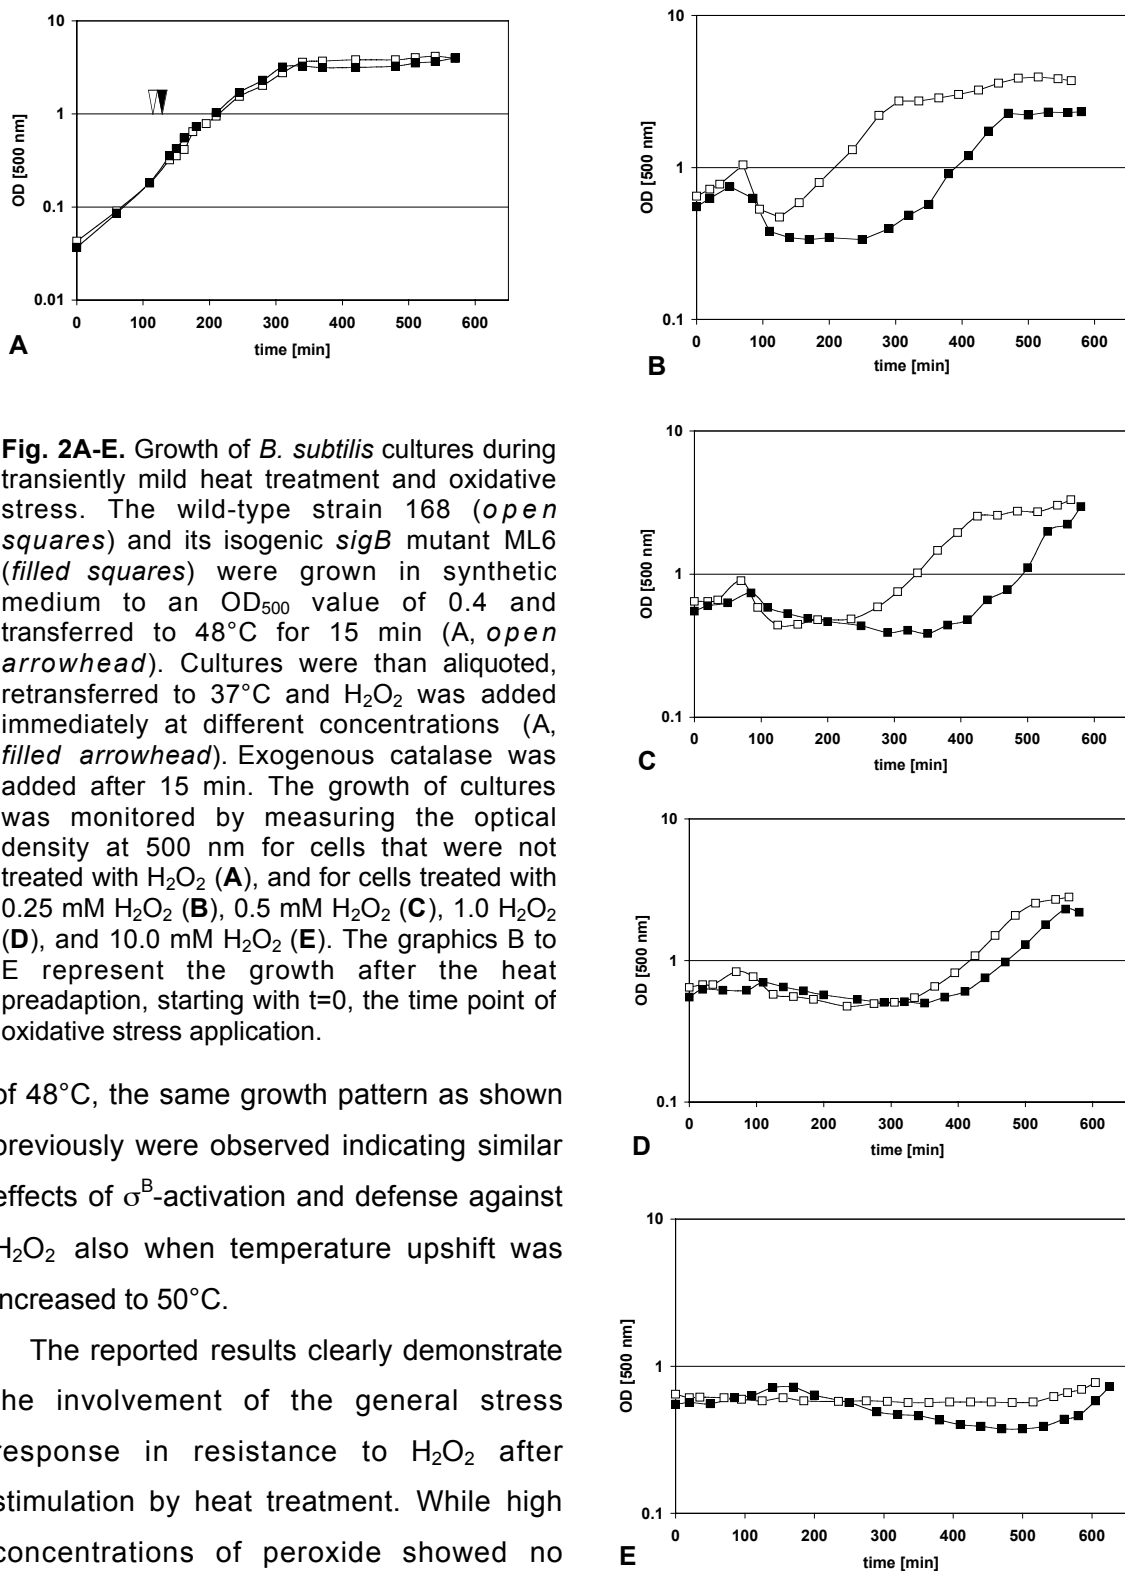 10
1
0.1
0.01
OD [500 nm]
0 100 200 300 400 500 600
time [min]
A
10
1
0.1
OD [500 nm]
0 100 200 300 400 500 600
time [min]
B
Fig. 2A-E. Growth of B. subtilis cultures during
transiently mild heat treatment and oxidative
stress. The wild-type strain 168 (open
squares) and its isogenic sigB mutant ML6
(filled squares) were grown in synthetic
medium to an OD500 value of 0.4 and
transferred to 48°C for 15 min (A, open
arrowhead). Cultures were than aliquoted,
retransferred to 37°C and H2O2 was added
immediately at different concentrations (A,
filled arrowhead). Exogenous catalase was
added after 15 min. The growth of cultures
was monitored by measuring the optical
density at 500 nm for cells that were not
treated with H2O2 (A), and for cells treated with
0.25 mM H2O2 (B), 0.5 mM H2O2 (C), 1.0 H2O2
(D), and 10.0 mM H2O2 (E). The graphics B to
E represent the growth after the heat
preadaption, starting with t=0, the time point of
oxidative stress application.
of 48°C, the same growth pattern as shown
previously were observed indicating similar
effects of σB-activation and defense against
H2O2 also when temperature upshift was
increased to 50°C.
The reported results clearly demonstrate
the involvement of the general stress
response in resistance to H2O2 after
stimulation by heat treatment. While high
concentrations of peroxide showed no
10
1
0.1
OD [500 nm]
0 100 200 300 400 500 600
time [min]
C
10
1
0.1
OD [500 nm]
0 100 200 300 400 500 600
time [min]
D
10
1
0.1
OD [500 nm]
0 100 200 300 400 500 600
time [min]
E